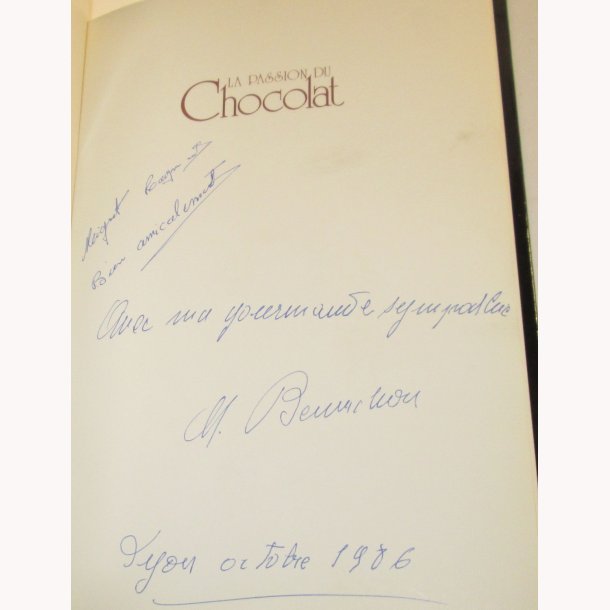 LA PASSION DU
Chocolat
Bien amicalement
Avec ma gourmande sympathie
M. Bernachon
Lyon octobre 1986